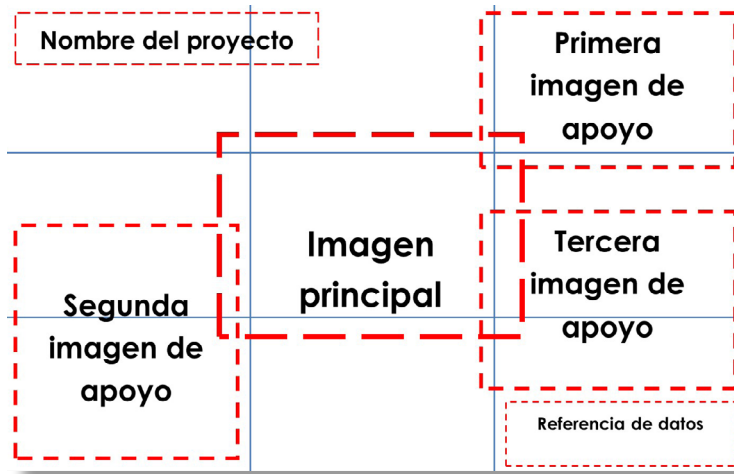 Nombre del proyecto
Primera
imagen de
apoyo
Imagen
principal
Segunda
imagen de
apoyo
Tercera
imagen de
apoyo
Referencia de datos